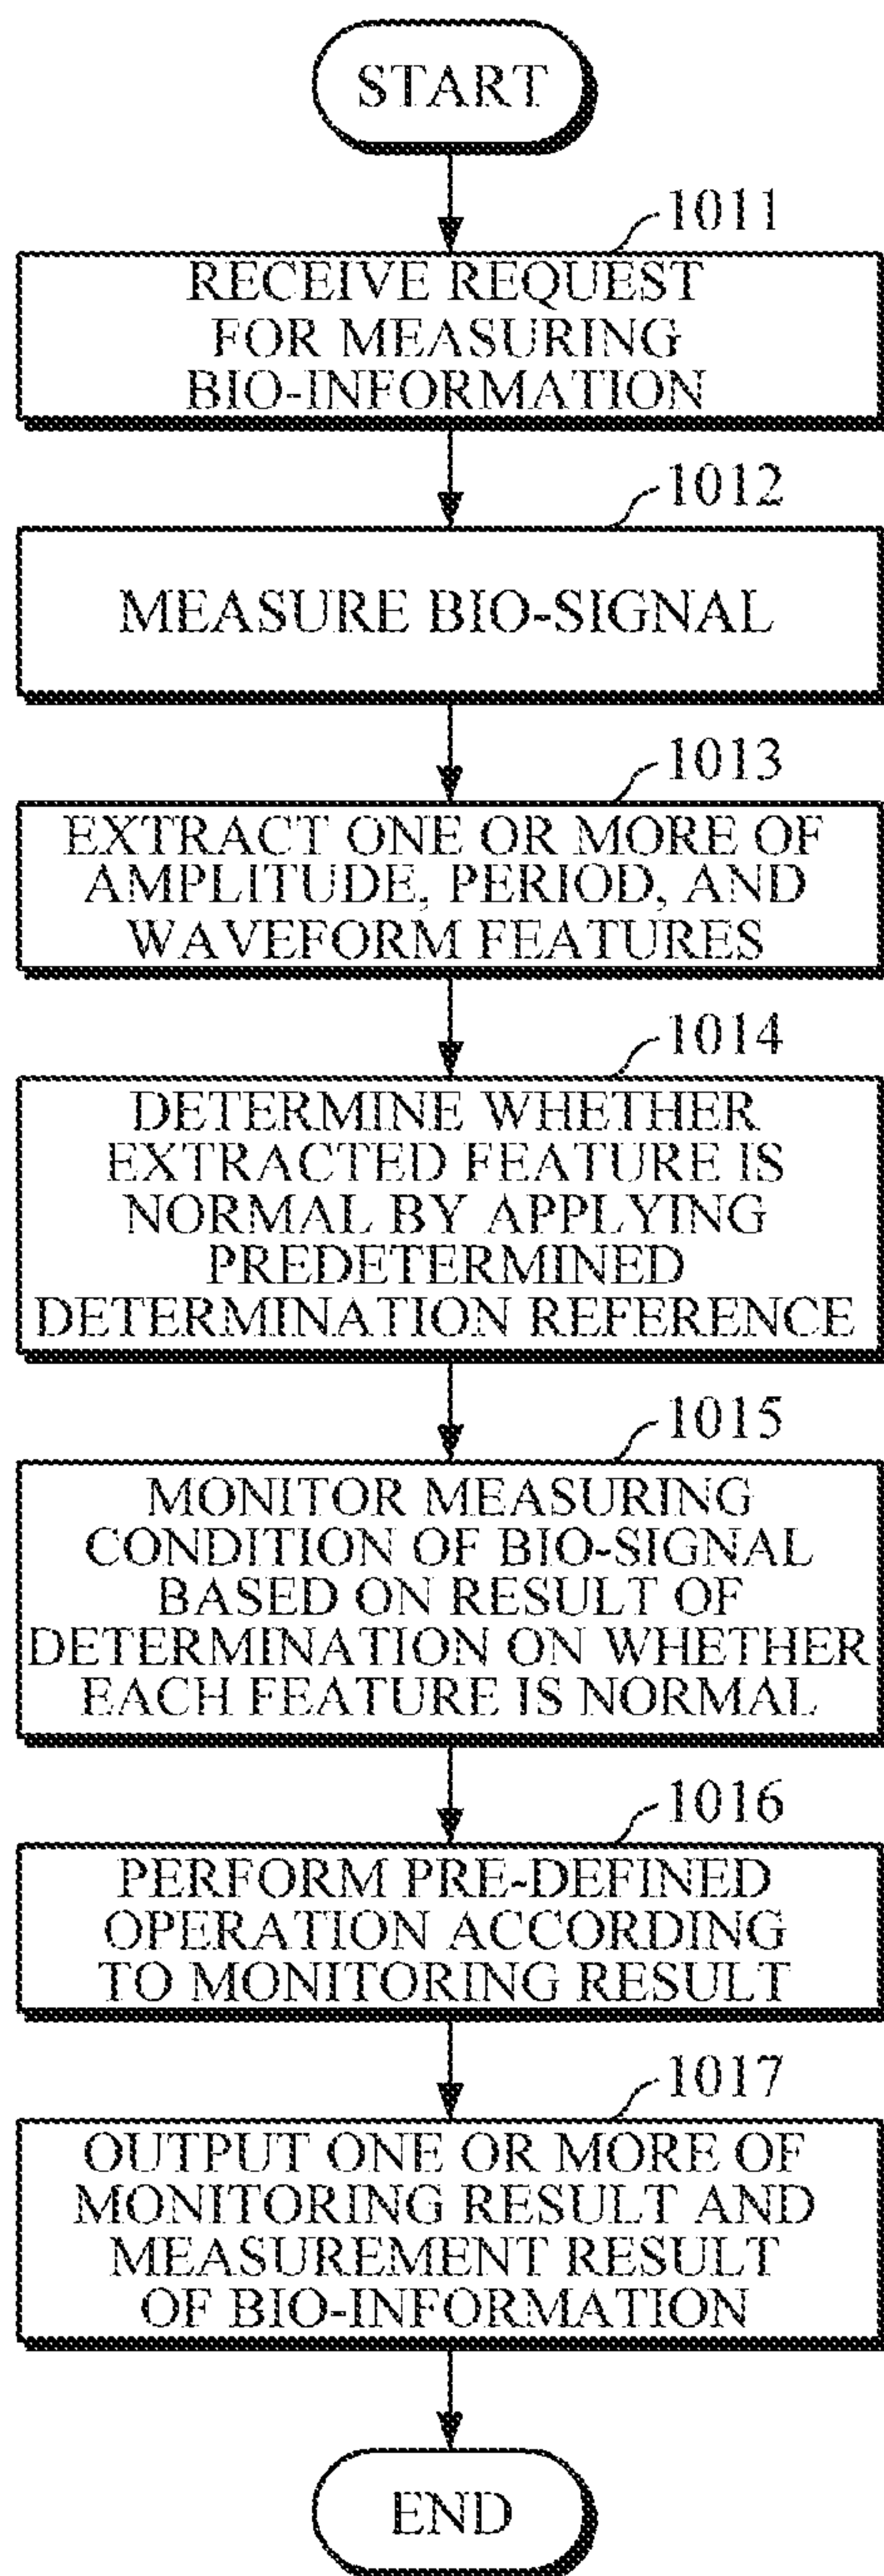 START
1011
RECEIVE REQUEST
FOR MEASURING
BIO-INFORMATION
1012
MEASURE BIO-SIGNAL
1013
EXTRACT ONE OR MORE OF
AMPLITUDE, PERIOD, AND
WAVEFORM FEATURES
1014
DETERMINE WHETHER
EXTRACTED FEATURE IS
NORMAL BY APPLYING
PREDETERMINED
DETERMINATION REFERENCE
1015
MONITOR MEASURING
CONDITION OF BIO-SIGNAL
BASED ON RESULT OF
DETERMINATION ON WHETHER
EACH FEATURE IS NORMAL
1016
PERFORM PRE-DEFINED
OPERATION ACCORDING
TO MONITORING RESULT
1017
OUTPUT ONE OR MORE OF
MONITORING RESULT AND
MEASUREMENT RESULT
OF BIO-INFORMATION
END